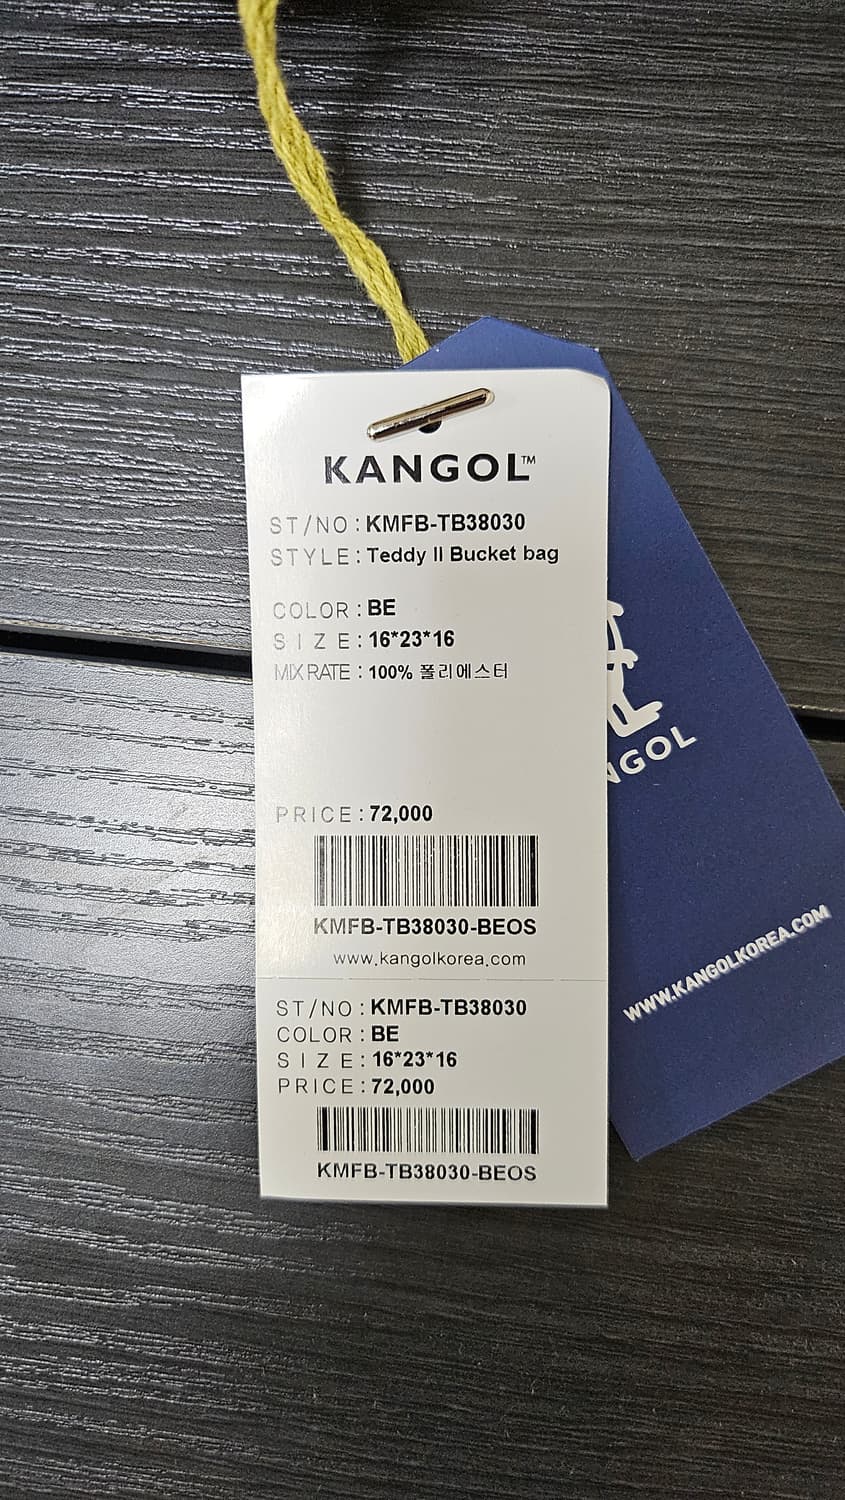 KANGOL™
ST/NO : KMFB-TB38030
STYLE : Teddy II Bucket bag
COLOR : BE
SIZE : 16*23*16
MIX RATE : 100% 폴리에스터
PRICE : 72,000
KMFB-TB38030-BEOS
www.kangolkorea.com
ST/NO : KMFB-TB38030
COLOR : BE
SIZE : 16*23*16
PRICE : 72,000
KMFB-TB38030-BEOS
NGOL
WWW.KANGOLKOREA.COM